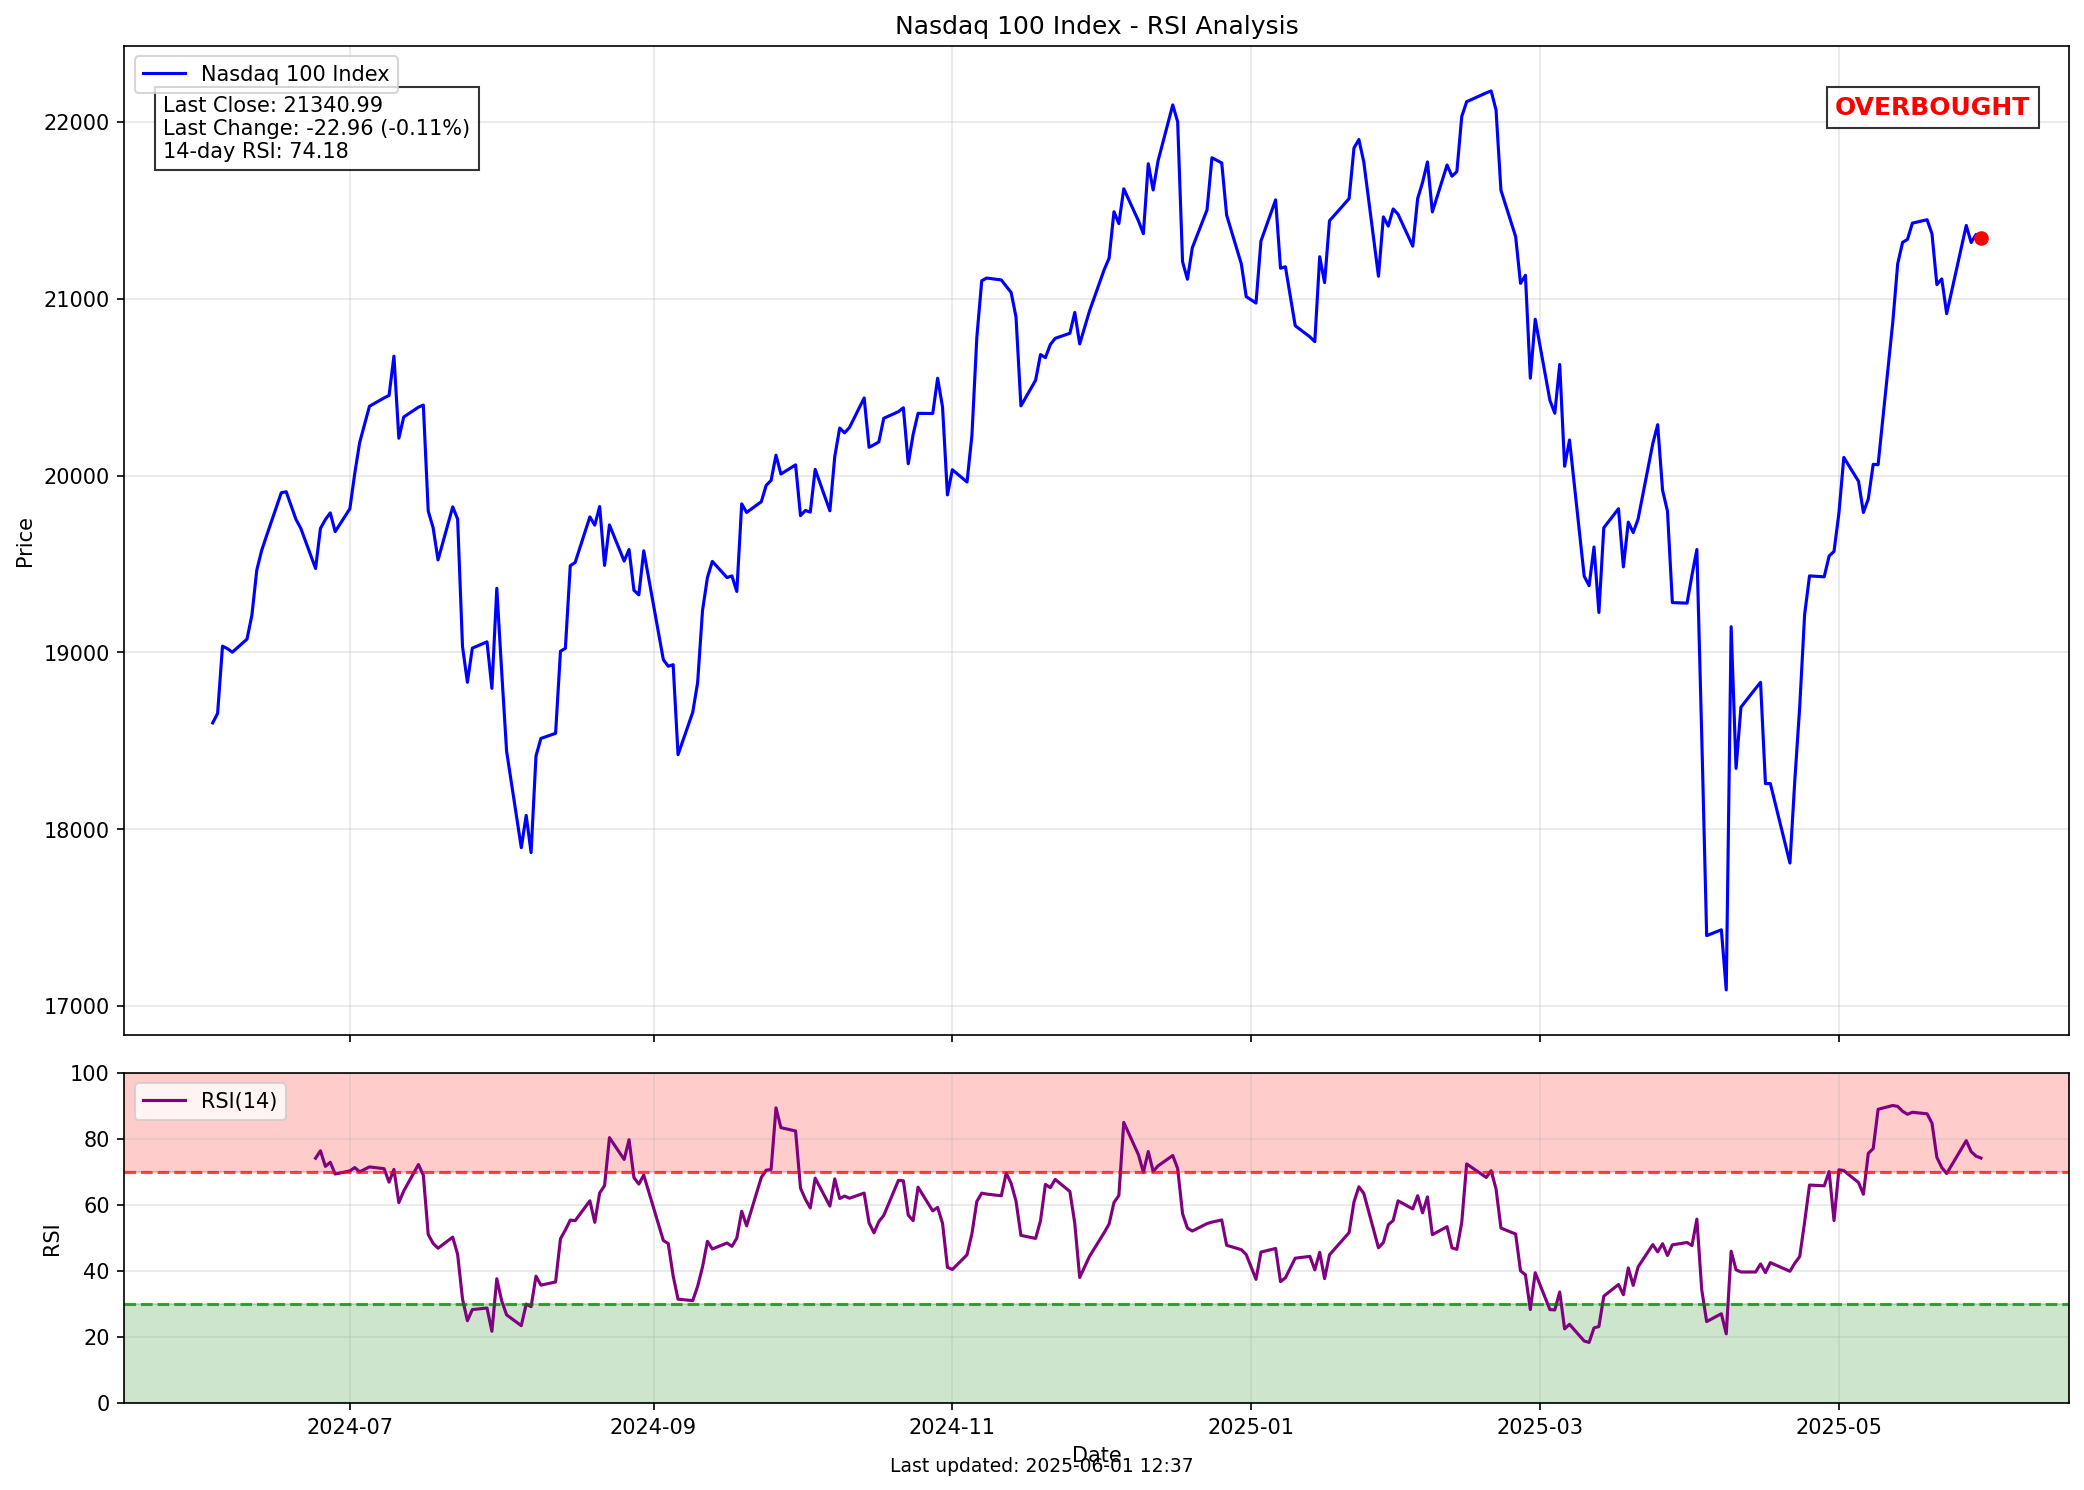 Nasdaq 100 Index - RSI Analysis
Nasdaq 100 Index
Last Close: 21340.99
Last Change: -22.96 (-0.11%)
14-day RSI: 74.18
OVERBOUGHT
Price
22000
21000
20000
19000
18000
17000
RSI(14)
RSI
100
80
60
40
20
0
2024-07
2024-09
2024-11
2025-01
2025-03
2025-05
Date
Last updated: 2025-06-01 12:37